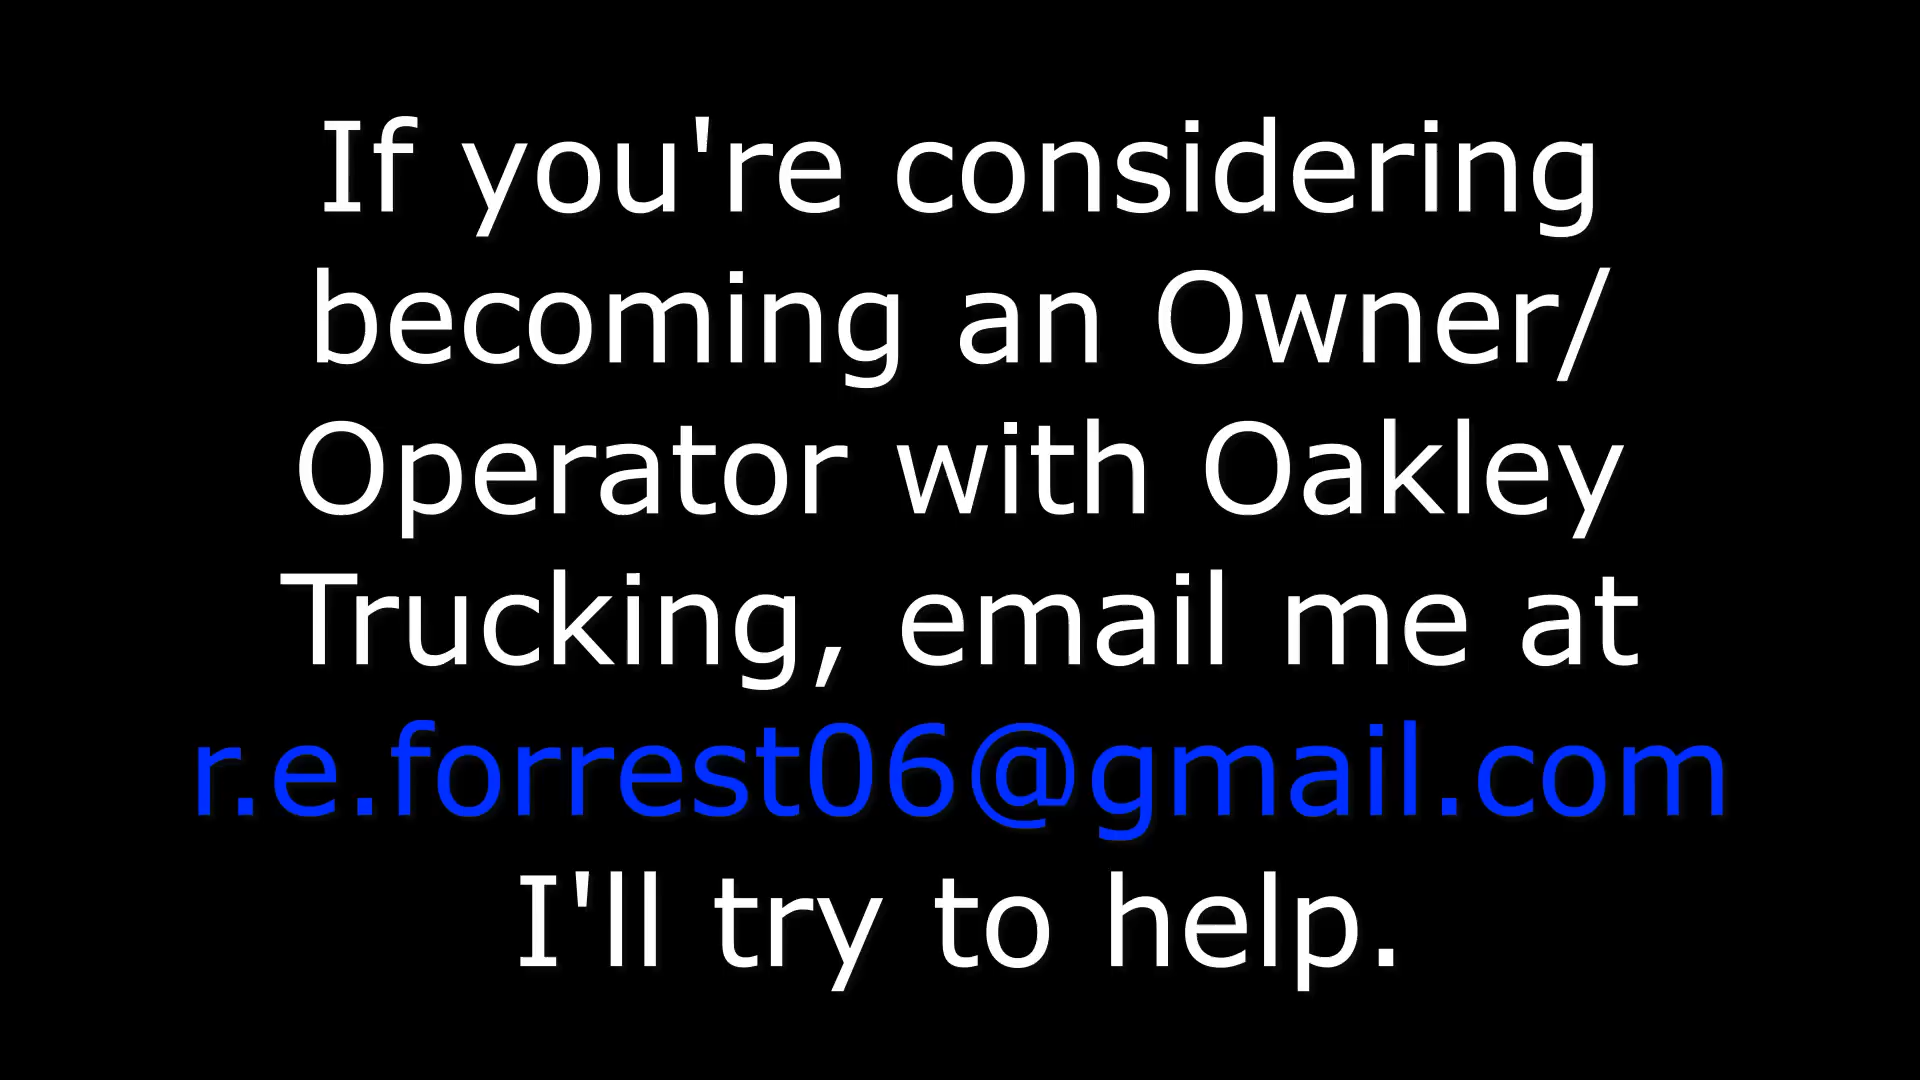 If you're considering
becoming an Owner/
Operator with Oakley
Trucking, email me at
r.e.forrest06@gmail.com
I'll try to help.